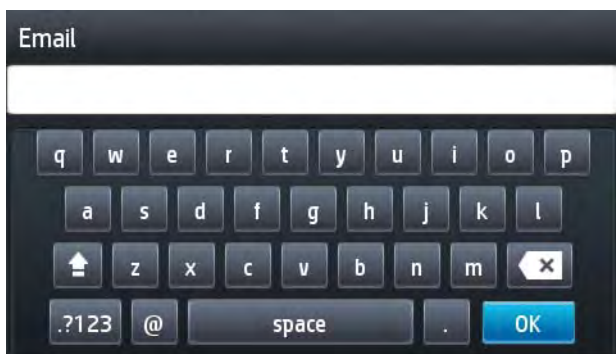 Email
q w e r t y u i o p
a s d f g h j k l
z x c v b n m
.?123 @ space . OK